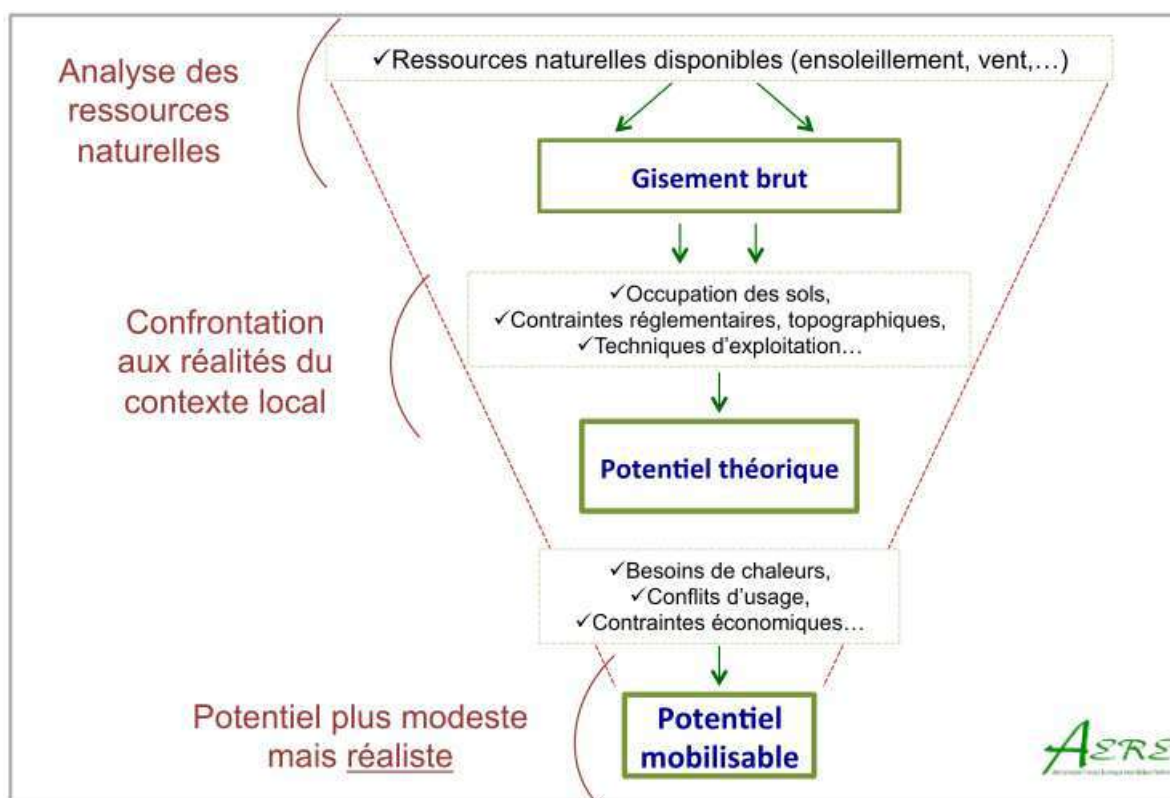 Analyse des
ressources
naturelles
✓Ressources naturelles disponibles (ensoleillement, vent,…)
Gisement brut
Confrontation
aux réalités du
contexte local
✓Occupation des sols,
✓Contraintes réglementaires, topographiques,
✓Techniques d'exploitation…
Potentiel théorique
✓Besoins de chaleurs,
✓Conflits d'usage,
✓Contraintes économiques…
Potentiel plus modeste
mais réaliste
Potentiel
mobilisable
AERE